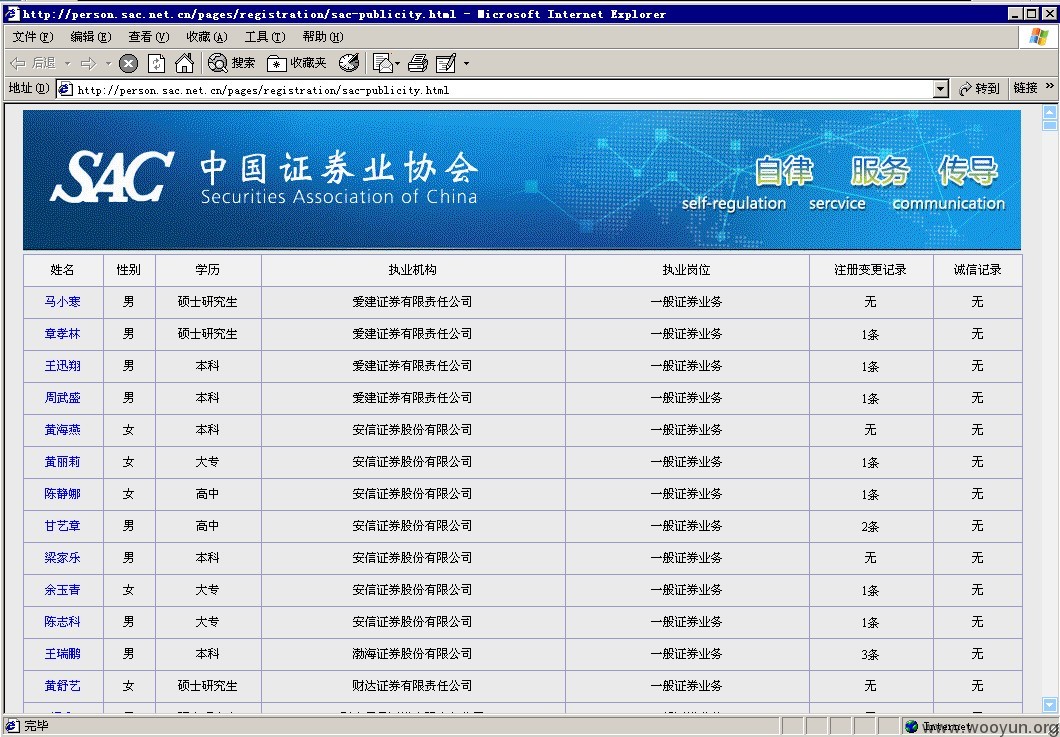 http://person.sac.net.cn/pages/registration/sac-publicity.html - Microsoft Internet Explorer
文件(F) 编辑(E) 查看(V) 收藏(A) 工具(T) 帮助(H)
后退 搜索 收藏夹
地址(D) http://person.sac.net.cn/pages/registration/sac-publicity.html 转到 链接 »
SAC 中国证券业协会 自律 服务 传导
Securities Association of China self-regulation sercvice communication
姓名 性别 学历 执业机构 执业岗位 注册变更记录 诚信记录
马小寒 男 硕士研究生 爱建证券有限责任公司 一般证券业务 无 无
章孝林 男 硕士研究生 爱建证券有限责任公司 一般证券业务 1条 无
王迅翔 男 本科 爱建证券有限责任公司 一般证券业务 1条 无
周武盛 男 本科 爱建证券有限责任公司 一般证券业务 1条 无
黄海燕 女 本科 安信证券股份有限公司 一般证券业务 无 无
黄丽莉 女 大专 安信证券股份有限公司 一般证券业务 1条 无
陈静娜 女 高中 安信证券股份有限公司 一般证券业务 1条 无
甘艺章 男 高中 安信证券股份有限公司 一般证券业务 2条 无
梁家乐 男 本科 安信证券股份有限公司 一般证券业务 无 无
余玉青 女 大专 安信证券股份有限公司 一般证券业务 1条 无
陈志科 男 大专 安信证券股份有限公司 一般证券业务 1条 无
王瑞鹏 男 本科 渤海证券股份有限公司 一般证券业务 3条 无
黄舒艺 女 硕士研究生 财达证券有限责任公司 一般证券业务 无 无
完毕 Internet
www.wooyun.org